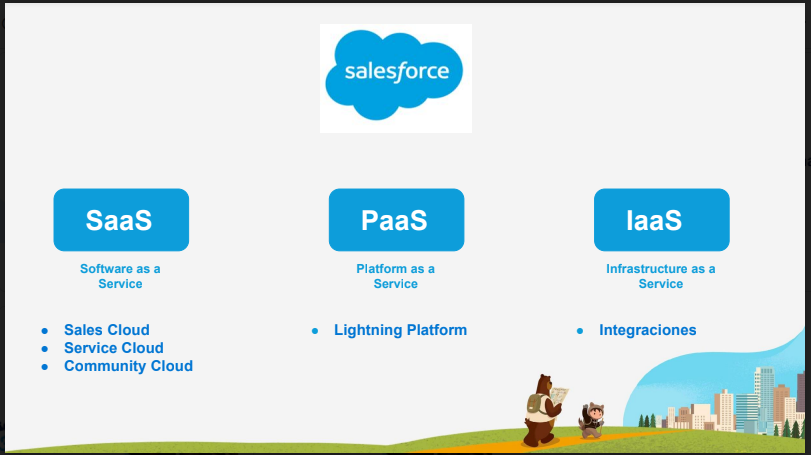 salesforce
SaaS
Software as a
Service
Sales Cloud
Service Cloud
Community Cloud
PaaS
Platform as a
Service
Lightning Platform
IaaS
Infrastructure as a
Service
Integraciones